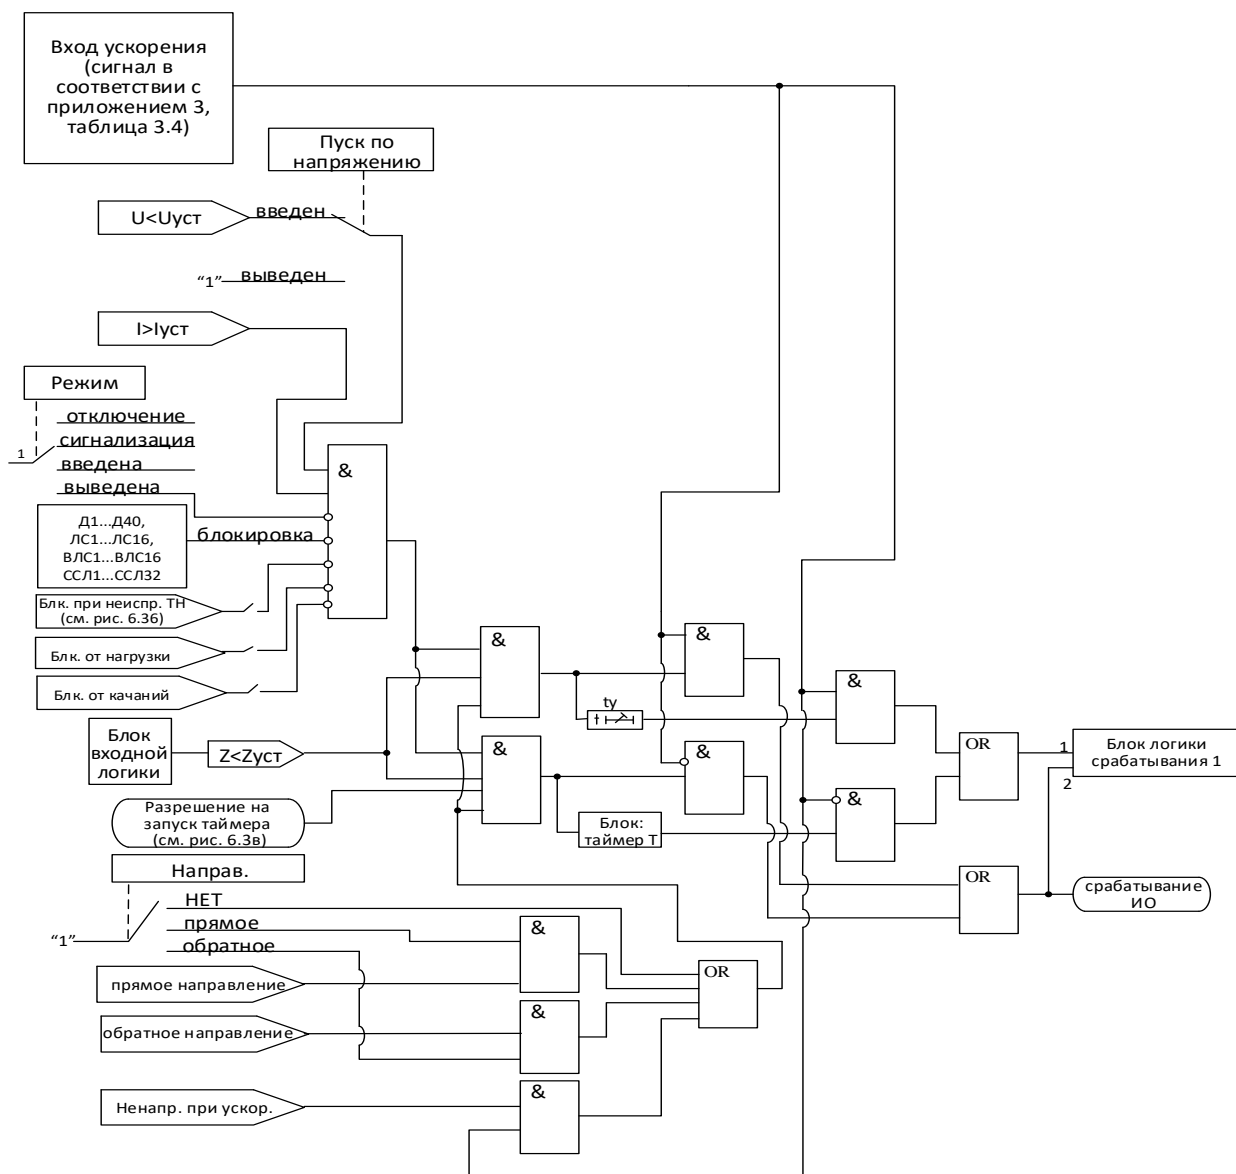 Вход ускорения
(сигнал в
соответствии с
приложением 3,
таблица 3.4)
Пуск по
напряжению
U<Uуст
введен
“1”
выведен
I>Iуст
Режим
отключение
сигнализация
1
введена
выведена
&
Д1...Д40,
ЛС1...ЛС16,
ВЛС1...ВЛС16
ССЛ1...ССЛ32
блокировка
Блк. при неиспр. ТН
(см. рис. 6.3б)
Блк. от нагрузки
Блк. от качаний
&
&
tу
&
Блок
входной
логики
Z<Zуст
&
&
OR
1
2
Блок логики
срабатывания 1
Разрешение на
запуск таймера
(см. рис. 6.3в)
Блок:
таймер Т
&
Направ.
OR
срабатывание
ИО
НЕТ
прямое
“1”
обратное
&
OR
прямое направление
&
обратное направление
&
Ненапр. при ускор.